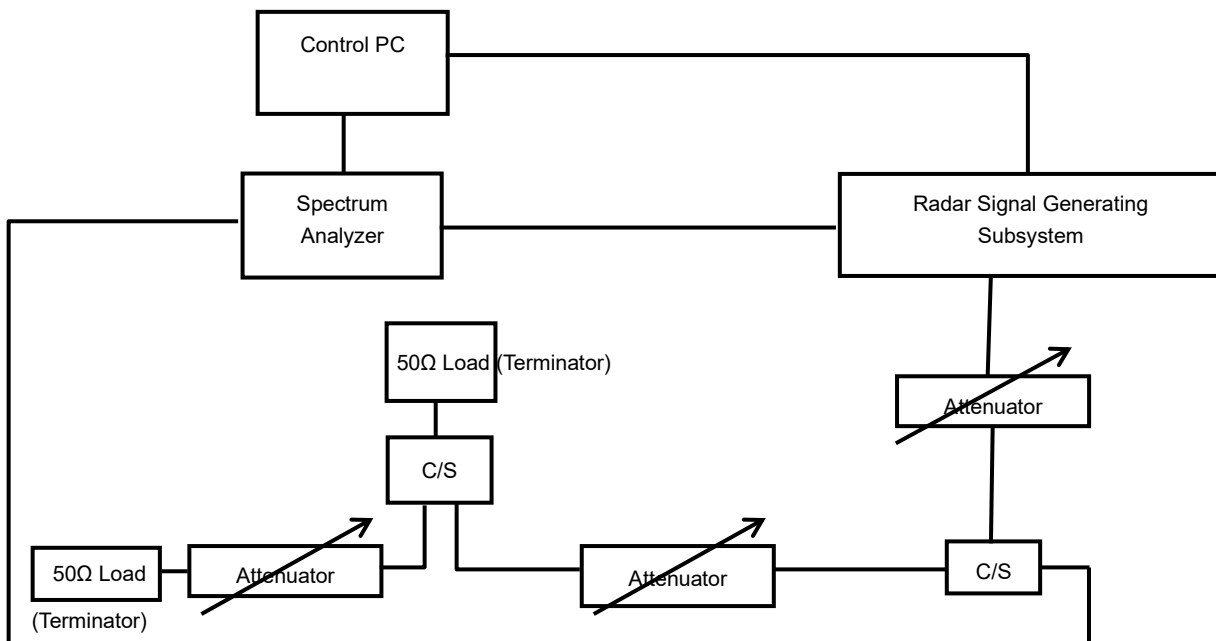 Control PC
Spectrum
Analyzer
Radar Signal Generating
Subsystem
50Ω Load (Terminator)
Attenuator
C/S
50Ω Load
(Terminator)
Attenuator
Attenuator
C/S